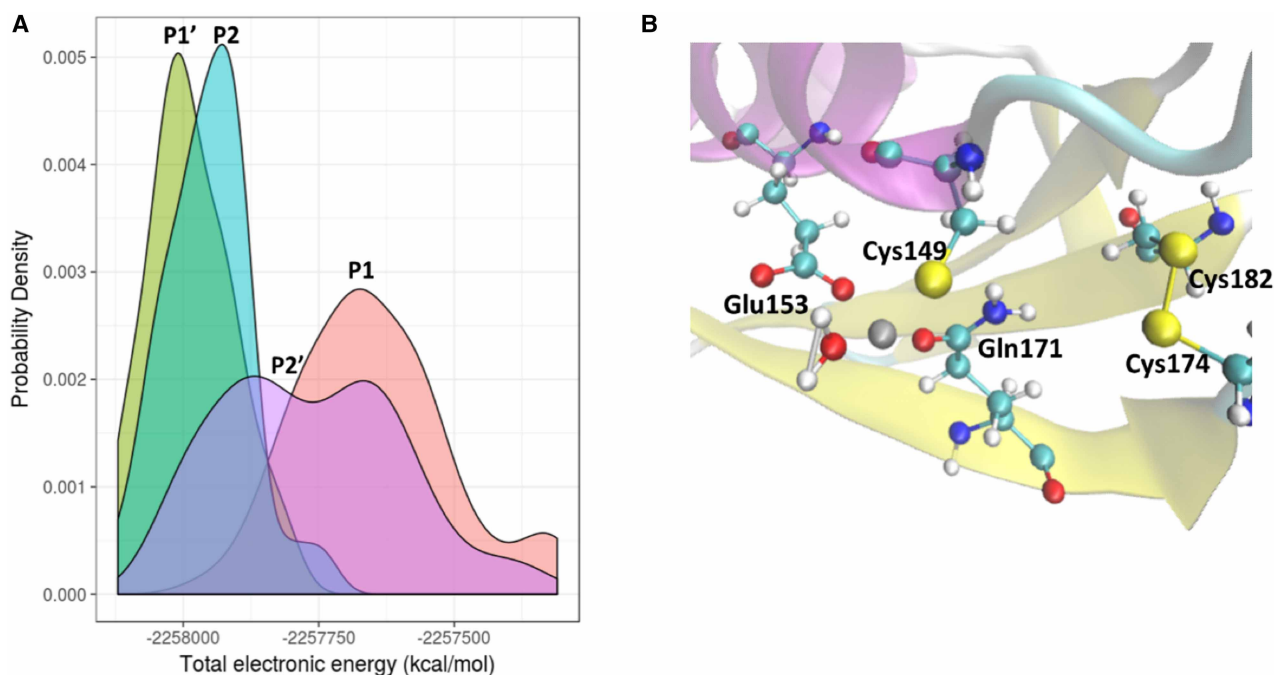 A
B
P1’ P2
0.005
0.004
0.003
0.002
0.001
0.000
P1
P2’
Probability Density
-2258000 -2257750 -2257500
Total electronic energy (kcal/mol)
Cys149
Cys182
Glu153
Gln171
Cys174